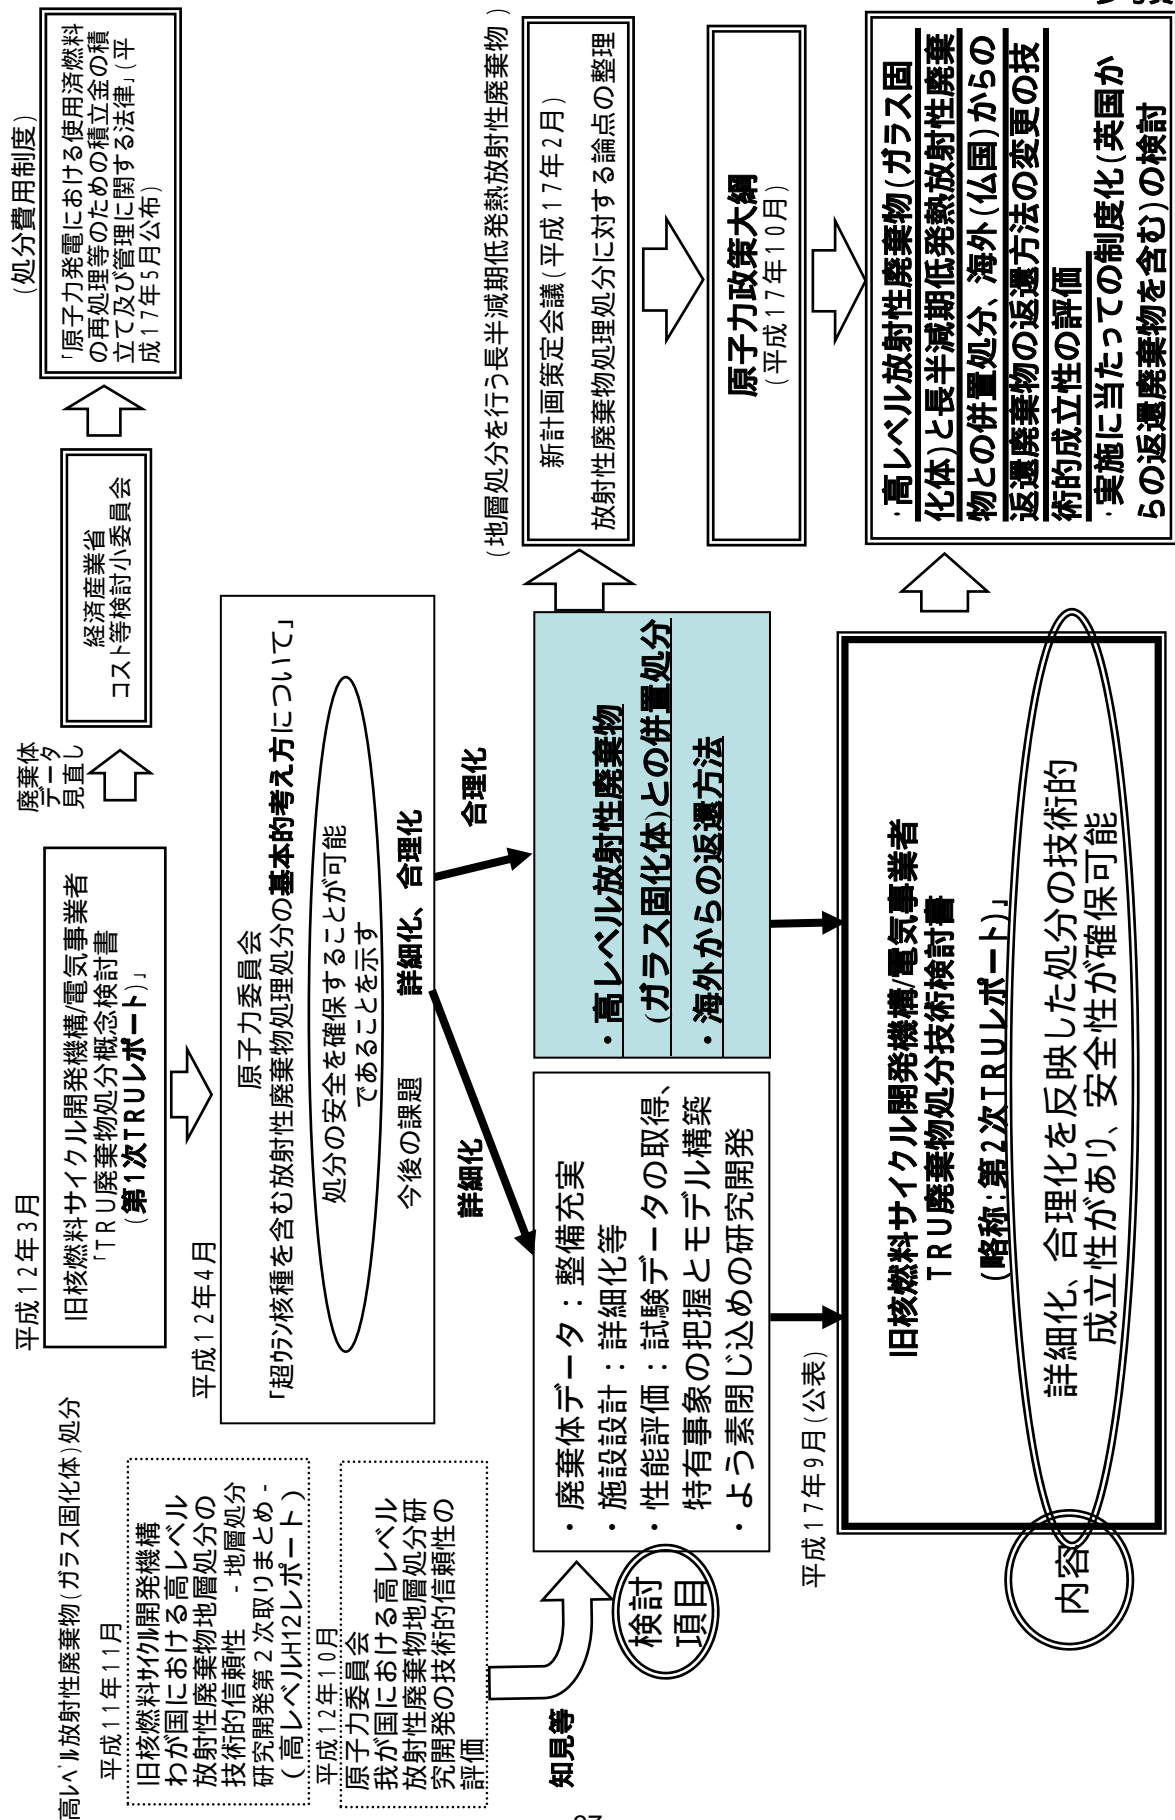 高レベル放射性廃棄物(ガラス固化体)処分
平成11年11月
旧核燃料サイクル開発機構
わが国における高レベル
放射性廃棄物地層処分の
技術的信頼性 - 地層処分
研究開発第2次取りまとめ -
(高レベルH12レポート)
平成12年10月
原子力委員会
我が国における高レベル
放射性廃棄物地層処分研
究開発の技術的信頼性の
評価
知見等
平成12年3月
旧核燃料サイクル開発機構/電気事業者
「TRU廃棄物処分概念検討書
(第1次TRUレポート)」
廃棄体
データ
見直し
経済産業省
コスト等検討小委員会
(処分費用制度)
「原子力発電における使用済燃料
の再処理等のための積立金の積
立て及び管理に関する法律」(平
成17年5月公布)
平成12年4月
原子力委員会
「超ウラン核種を含む放射性廃棄物処理処分の基本的考え方について」
処分の安全を確保することが可能
であることを示す
今後の課題
詳細化、合理化
詳細化
合理化
検討
項目
・廃棄体データ:整備充実
・施設設計:詳細化等
・性能評価:試験データの取得、
特有事象の把握とモデル構築
・よう素閉じ込めの研究開発
・高レベル放射性廃棄物
(ガラス固化体)との併置処分
・海外からの返還方法
(地層処分を行う長半減期低発熱放射性廃棄物)
新計画策定会議(平成17年2月)
放射性廃棄物処理処分に対する論点の整理
原子力政策大綱
(平成17年10月)
平成17年9月(公表)
旧核燃料サイクル開発機構/電気事業者
TRU廃棄物処分技術検討書
(略称:第2次TRUレポート)」
内容
詳細化、合理化を反映した処分の技術的
成立性があり、安全性が確保可能
・高レベル放射性廃棄物(ガラス固
化体)と長半減期低発熱放射性廃棄
物との併置処分、海外(仏国)からの
返還廃棄物の返還方法の変更の技
術的成立性の評価
・実施に当たっての制度化(英国か
らの返還廃棄物を含む)の検討